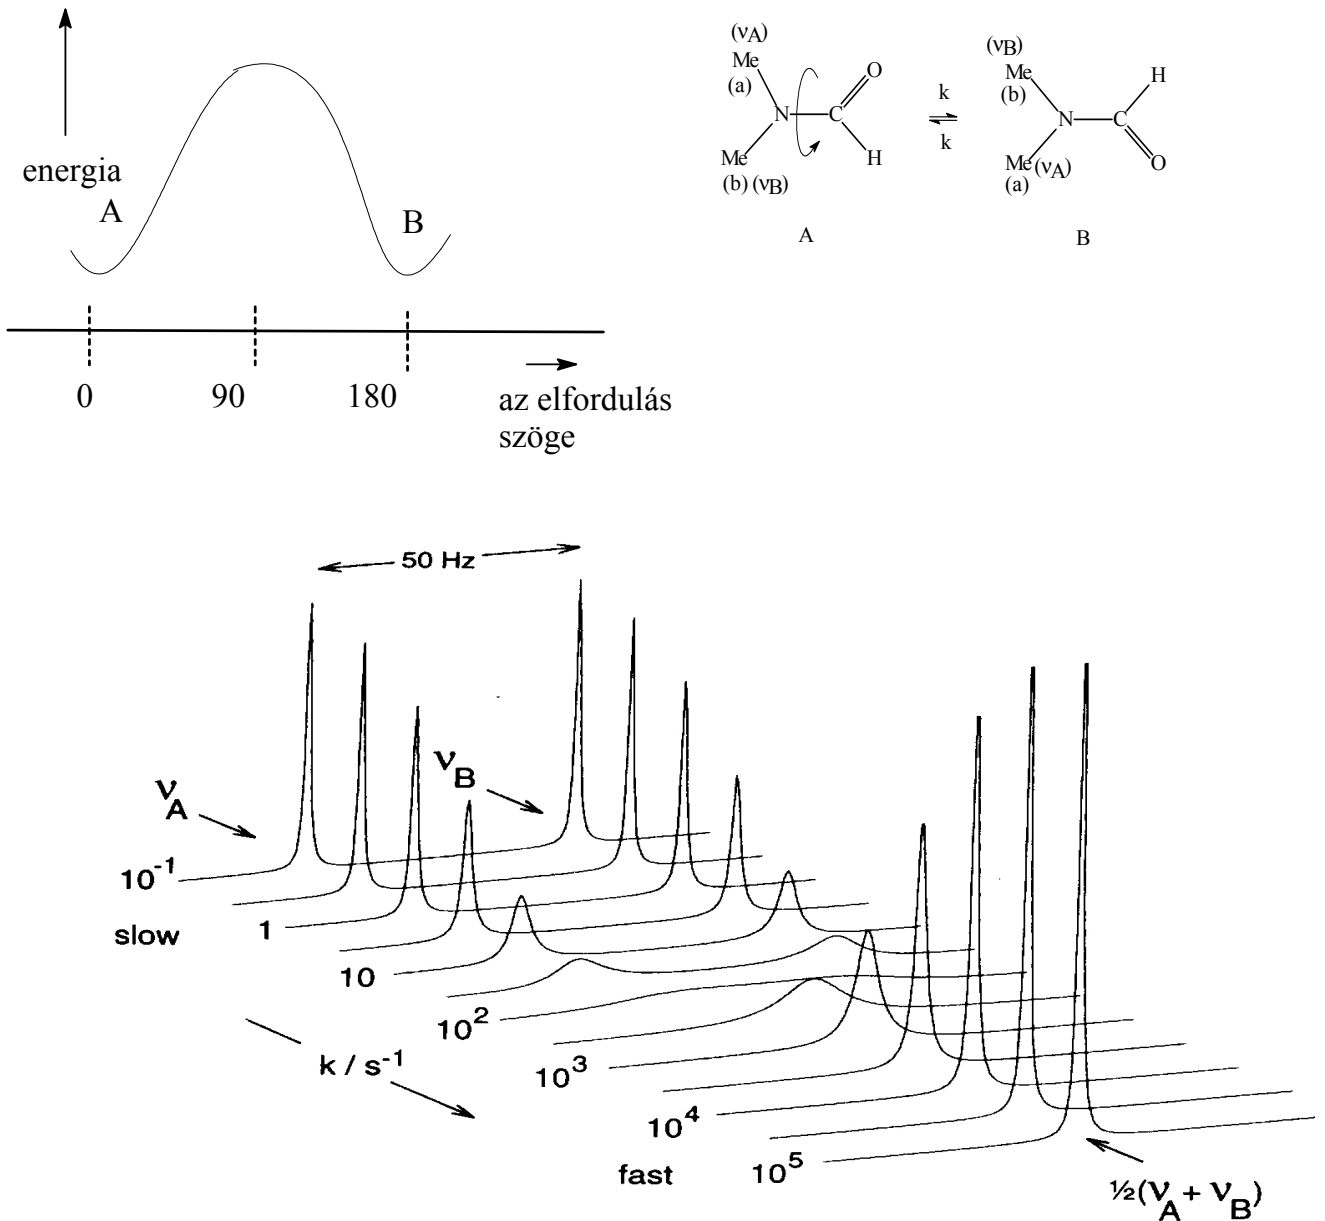 energia
A
B
0
90
180
az elfordulás
szöge
(νA)
Me
(a)
N
C
O
H
Me
(b) (νB)
A
k
k
(νB)
Me
(b)
N
C
H
O
Me (νA)
(a)
B
50 Hz
νA
νB
10⁻¹
slow
1
10
10²
k / s⁻¹
10³
10⁴
fast
10⁵
½(νA + νB)